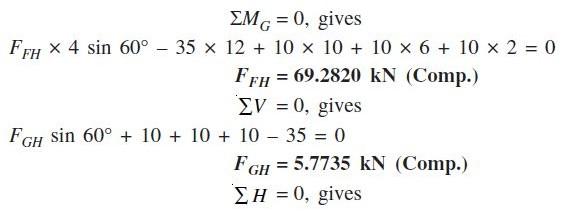 ΣM_G = 0, gives
F_FH × 4 sin 60° – 35 × 12 + 10 × 10 + 10 × 6 + 10 × 2 = 0
F_FH = 69.2820 kN (Comp.)
ΣV = 0, gives
F_GH sin 60° + 10 + 10 + 10 – 35 = 0
F_GH = 5.7735 kN (Comp.)
ΣH = 0, gives